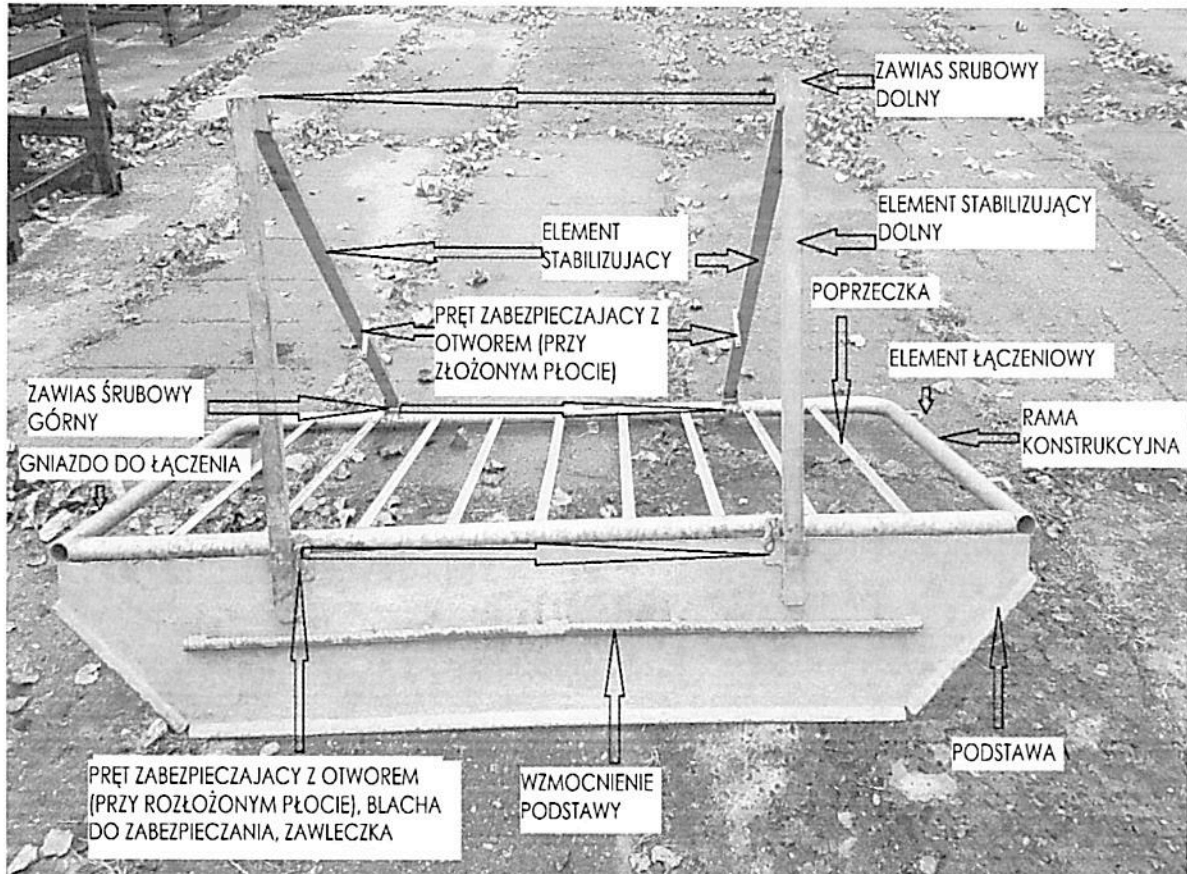 ZAWIAS SRUBOWY
DOLNY
ELEMENT STABILIZUJĄCY
DOLNY
ELEMENT
STABILIZUJACY
POPRZECZKA
PRĘT ZABEZPIECZAJACY Z
OTWOREM (PRZY
ZŁOŻONYM PŁOCIE)
ELEMENT ŁĄCZENIOWY
ZAWIAS ŚRUBOWY
GÓRNY
RAMA
KONSTRUKCYJNA
GNIAZDO DO ŁĄCZENIA
PODSTAWA
PRĘT ZABEZPIECZAJACY Z OTWOREM
(PRZY ROZŁOŻONYM PŁOCIE), BLACHA
DO ZABEZPIECZANIA, ZAWLECZKA
WZMOCNIENIE
PODSTAWY